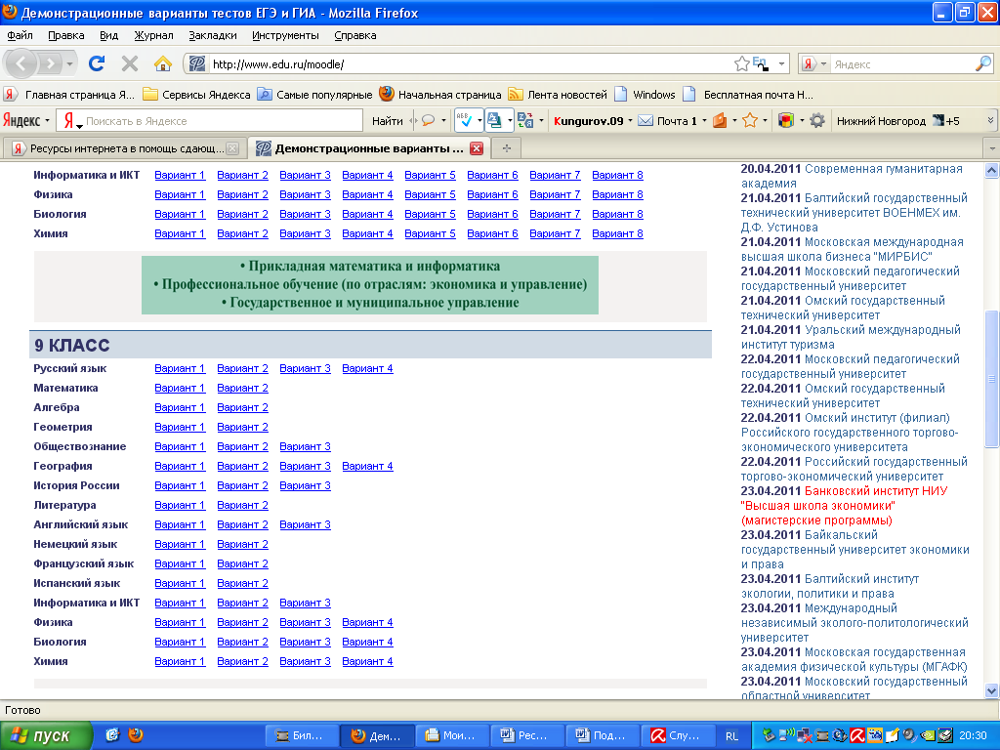 Демонстрационные варианты тестов ЕГЭ и ГИА - Mozilla Firefox
Файл Правка Вид Журнал Закладки Инструменты Справка
http://www.edu.ru/moodle/ Яндекс
Главная страница Я... Сервисы Яндекса Самые популярные Начальная страница Лента новостей Windows Бесплатная почта Н...
Яндекс Поискать в Яндексе Найти Kungurov.09 Почта 1 Нижний Новгород +5
Ресурсы интернета в помощь сдающ... Демонстрационные варианты ...
Информатика и ИКТ Вариант 1 Вариант 2 Вариант 3 Вариант 4 Вариант 5 Вариант 6 Вариант 7 Вариант 8
Физика Вариант 1 Вариант 2 Вариант 3 Вариант 4 Вариант 5 Вариант 6 Вариант 7 Вариант 8
Биология Вариант 1 Вариант 2 Вариант 3 Вариант 4 Вариант 5 Вариант 6 Вариант 7 Вариант 8
Химия Вариант 1 Вариант 2 Вариант 3 Вариант 4 Вариант 5 Вариант 6 Вариант 7 Вариант 8
• Прикладная математика и информатика
• Профессиональное обучение (по отраслям: экономика и управление)
• Государственное и муниципальное управление
9 КЛАСС
Русский язык Вариант 1 Вариант 2 Вариант 3 Вариант 4
Математика Вариант 1 Вариант 2
Алгебра Вариант 1 Вариант 2
Геометрия Вариант 1 Вариант 2
Обществознание Вариант 1 Вариант 2 Вариант 3
География Вариант 1 Вариант 2 Вариант 3 Вариант 4
История России Вариант 1 Вариант 2 Вариант 3
Литература Вариант 1 Вариант 2
Английский язык Вариант 1 Вариант 2 Вариант 3
Немецкий язык Вариант 1 Вариант 2
Французский язык Вариант 1 Вариант 2
Испанский язык Вариант 1 Вариант 2
Информатика и ИКТ Вариант 1 Вариант 2 Вариант 3
Физика Вариант 1 Вариант 2 Вариант 3 Вариант 4
Биология Вариант 1 Вариант 2 Вариант 3 Вариант 4
Химия Вариант 1 Вариант 2 Вариант 3 Вариант 4
20.04.2011 Современная гуманитарная
академия
21.04.2011 Балтийский государственный
технический университет ВОЕНМЕХ им.
Д.Ф. Устинова
21.04.2011 Московская международная
высшая школа бизнеса "МИРБИС"
21.04.2011 Московский педагогический
государственный университет
21.04.2011 Омский государственный
технический университет
21.04.2011 Уральский международный
институт туризма
22.04.2011 Московский педагогический
государственный университет
22.04.2011 Омский государственный
технический университет
22.04.2011 Омский институт (филиал)
Российского государственного торгово-
экономического университета
22.04.2011 Российский государственный
торгово-экономический университет
23.04.2011 Банковский институт НИУ
"Высшая школа экономики"
(магистерские программы)
23.04.2011 Байкальский
государственный университет экономики
и права
23.04.2011 Балтийский институт
экологии, политики и права
23.04.2011 Международный
независимый эколого-политологический
университет
23.04.2011 Московская государственная
академия физической культуры (МГАФК)
23.04.2011 Московский государственный
областной университет
Готово
пуск Бил... Дем... Мои... Рес... Под... Слу... RL 20:30